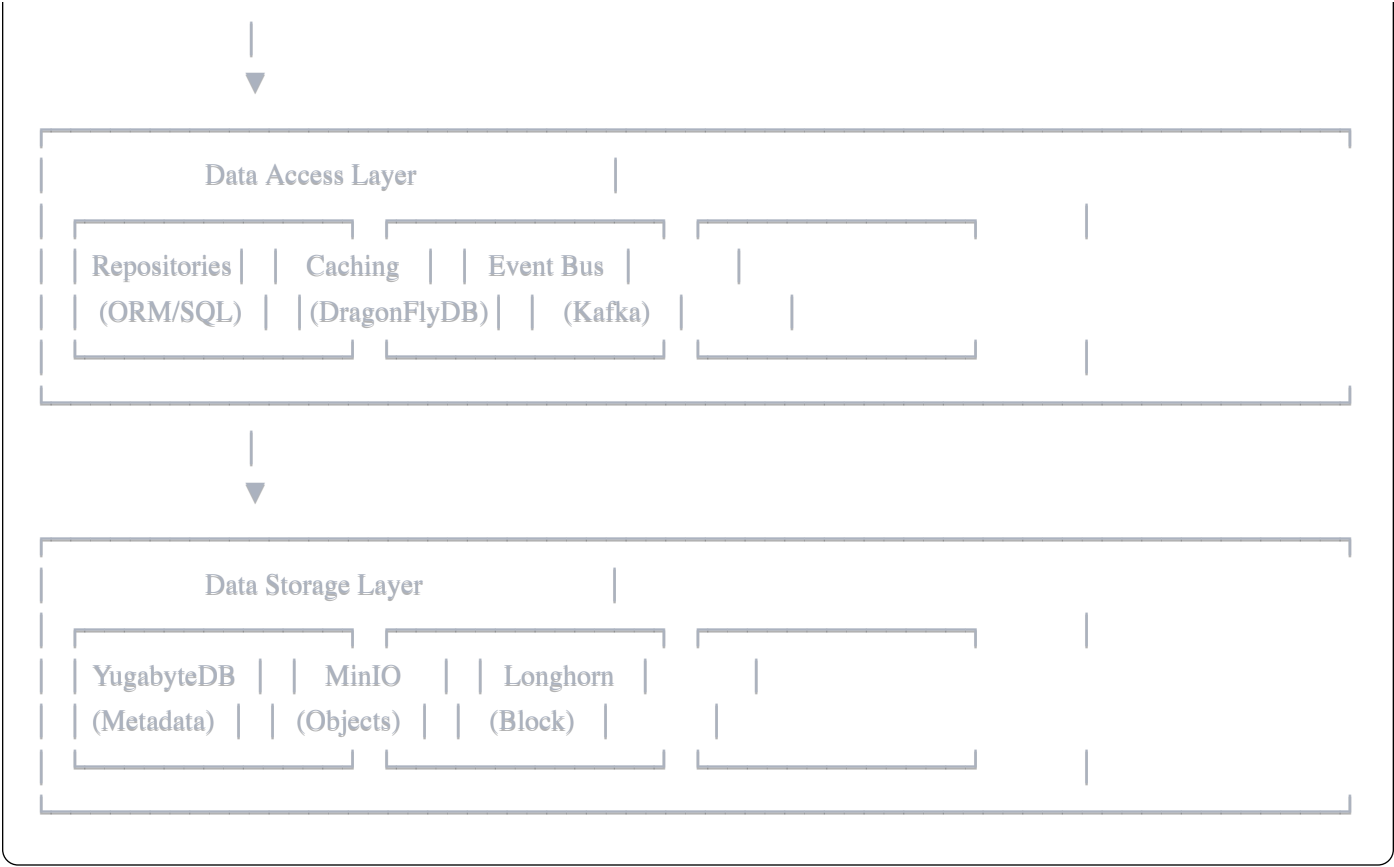 Data Access Layer
Repositories Caching Event Bus
(ORM/SQL) (DragonFlyDB) (Kafka)
Data Storage Layer
YugabyteDB MinIO Longhorn
(Metadata) (Objects) (Block)